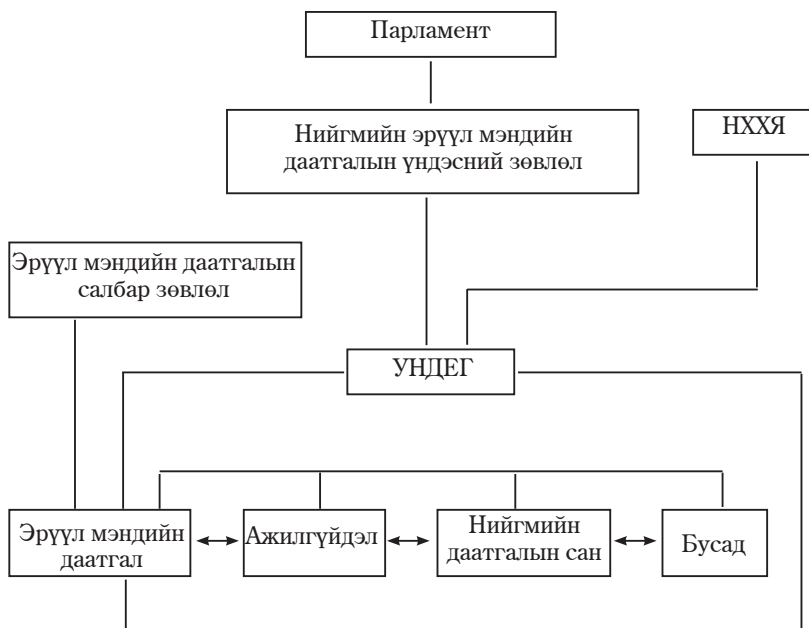 Парламент
Нийгмийн эрүүл мэндийн
даатгалын үндэсний зөвлөл
НХХЯ
Эрүүл мэндийн даатгалын
салбар зөвлөл
УНДЕГ
Эрүүл мэндийн
даатгал
Ажилгүйдэл
Нийгмийн
даатгалын сан
Бусад